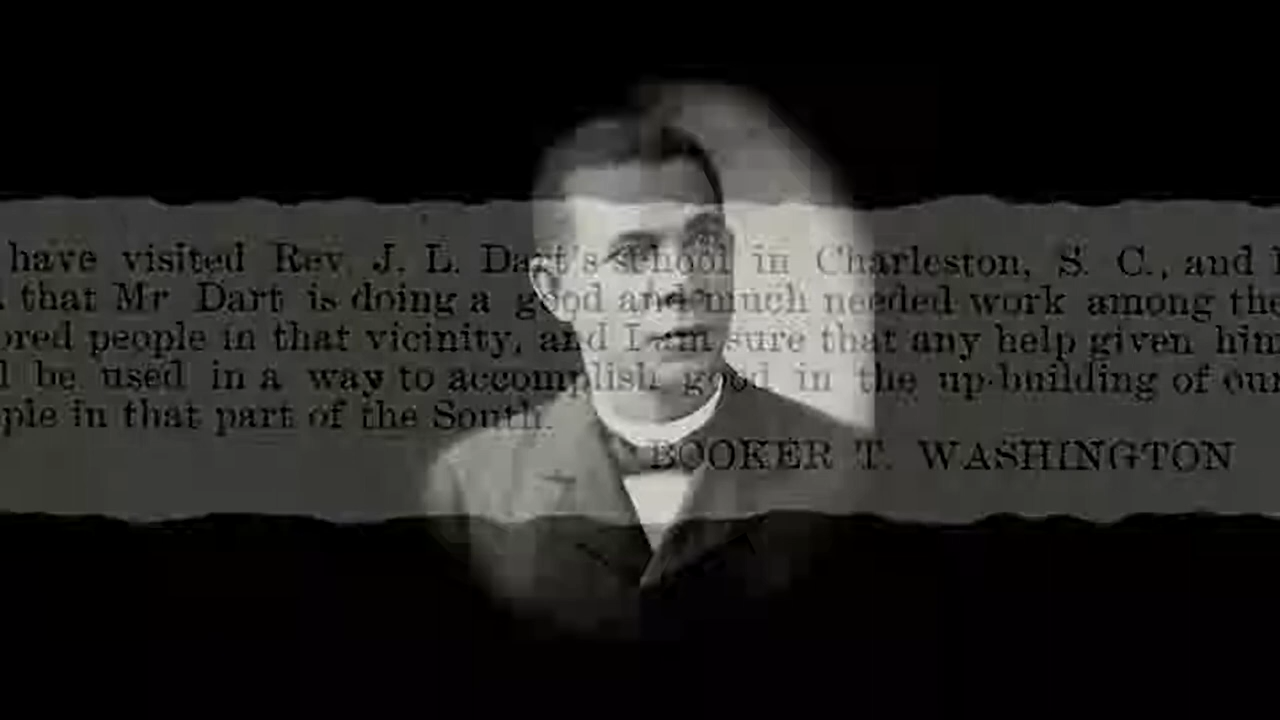 have visited Rev. J. L. Dart's school in Charleston, S. C., and
that Mr Dart is doing a good and much needed work among the
ored people in that vicinity, and I am sure that any help given him
l be used in a way to accomplish good in the up-building of our
ple in that part of the South.
BOOKER T. WASHINGTON